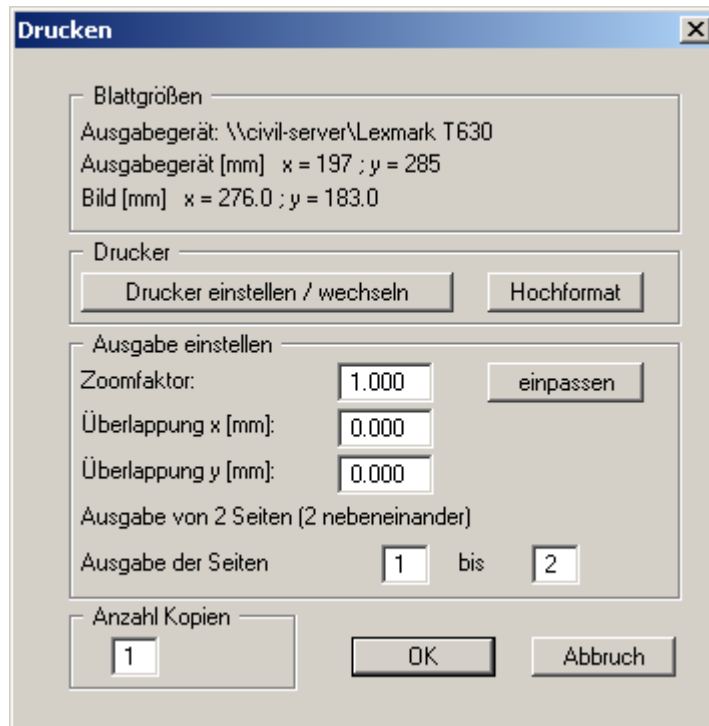 Drucken
Blattgrößen
Ausgabegerät: \\civil-server\Lexmark T630
Ausgabegerät [mm] x = 197 ; y = 285
Bild [mm] x = 276.0 ; y = 183.0
Drucker
Drucker einstellen / wechseln Hochformat
Ausgabe einstellen
Zoomfaktor: 1.000 einpassen
Überlappung x [mm]: 0.000
Überlappung y [mm]: 0.000
Ausgabe von 2 Seiten (2 nebeneinander)
Ausgabe der Seiten 1 bis 2
Anzahl Kopien
1 OK Abbruch